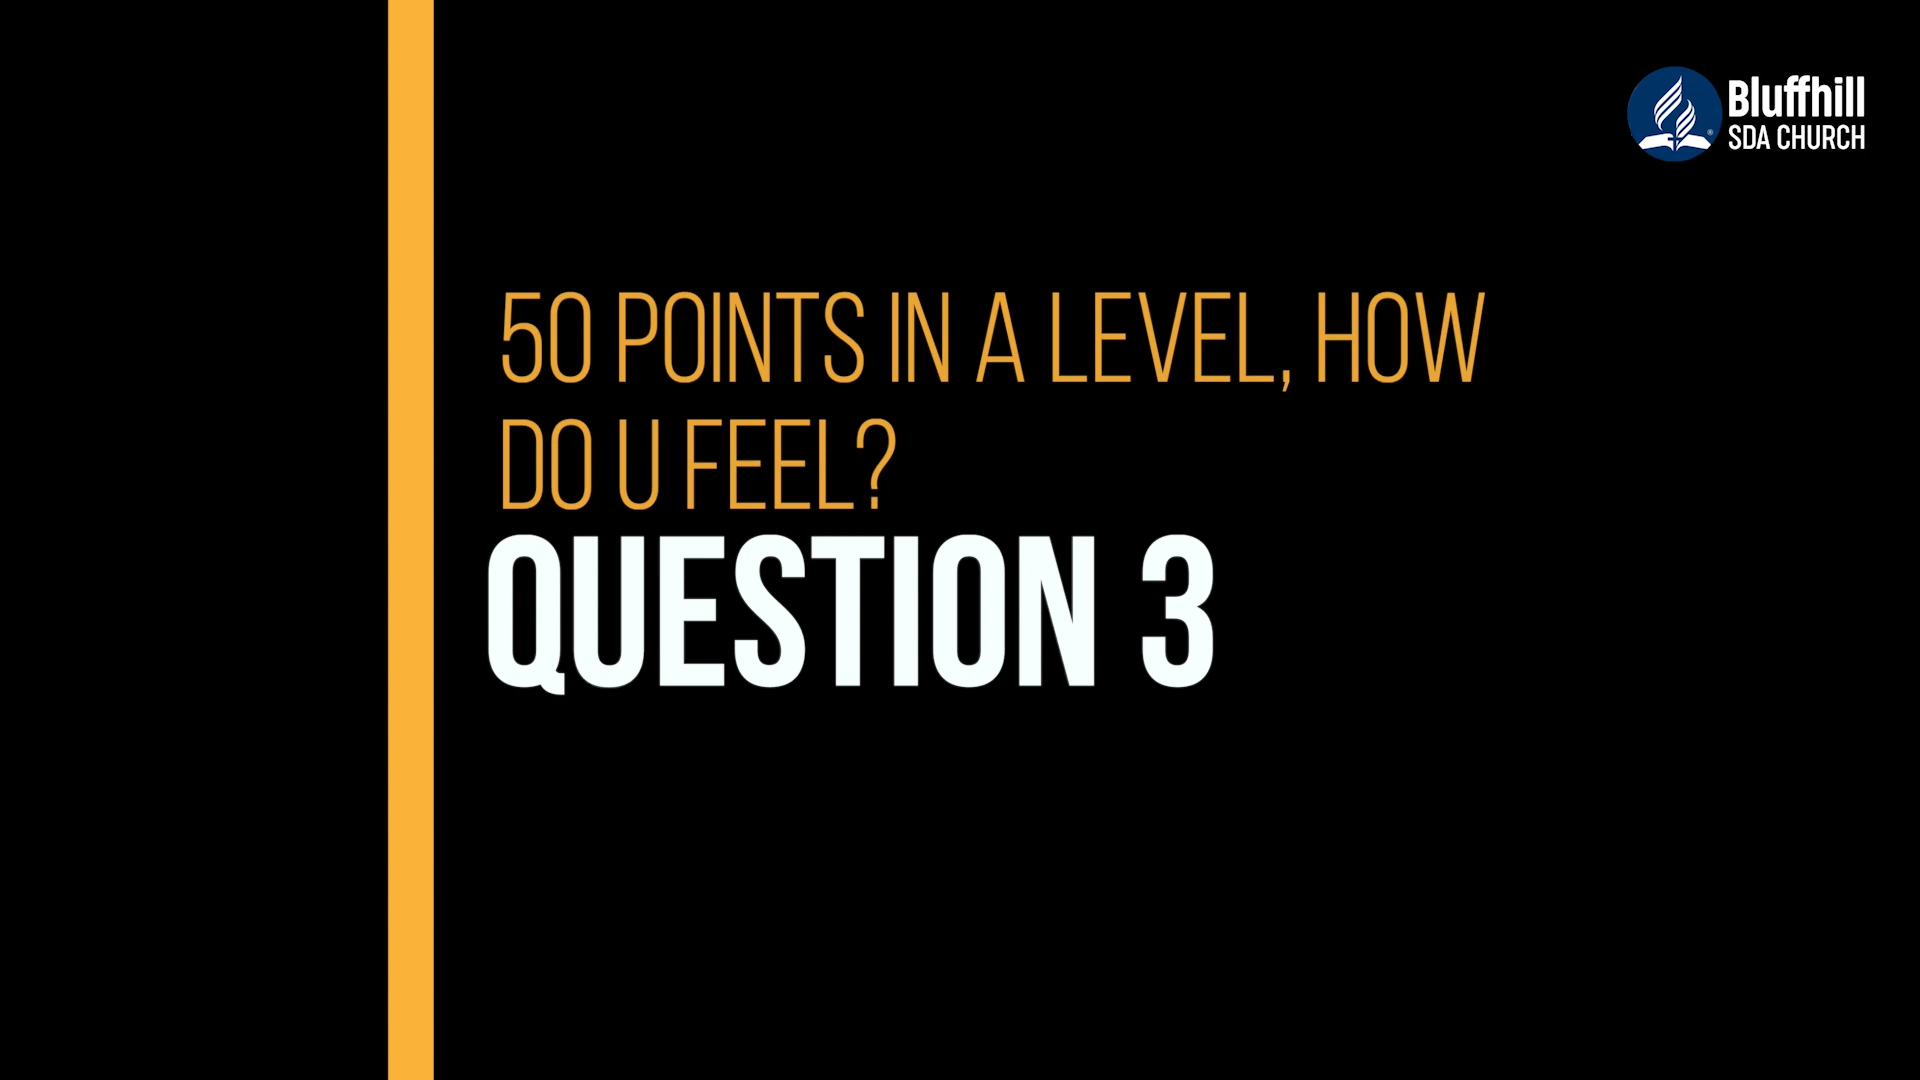 Bluffhill
SDA CHURCH
50 POINTS IN A LEVEL, HOW
DO U FEEL?
QUESTION 3